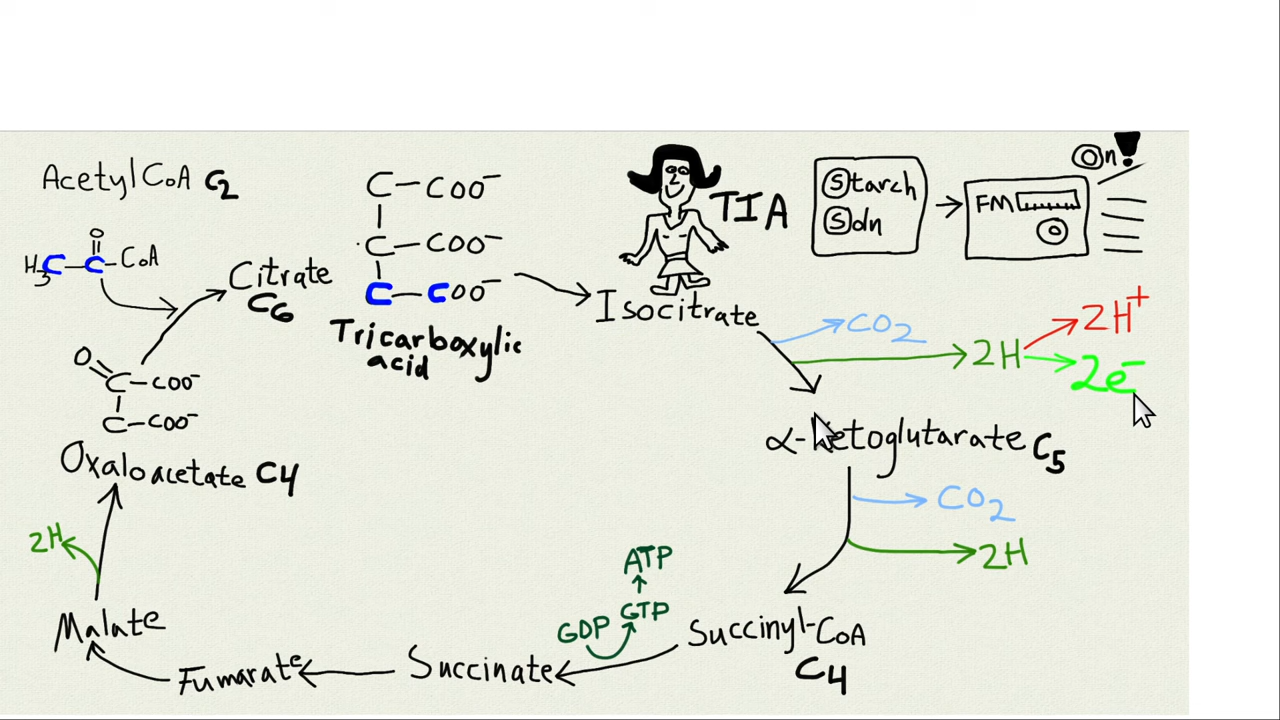 Acetyl CoA C2
H3C-C-CoA
O
Citrate
C6
C-COO⁻
C-COO⁻
C-COO⁻
Tricarboxylic
acid
TIA
Starch
Soln
FM
On!
Isocitrate
CO2
2H
2H+
2e⁻
O
C-COO⁻
C-COO⁻
Oxaloacetate C4
α-Ketoglutarate C5
CO2
2H
2H
ATP
GDP GTP
Succinyl-CoA
C4
Succinate
Fumarate
Malate